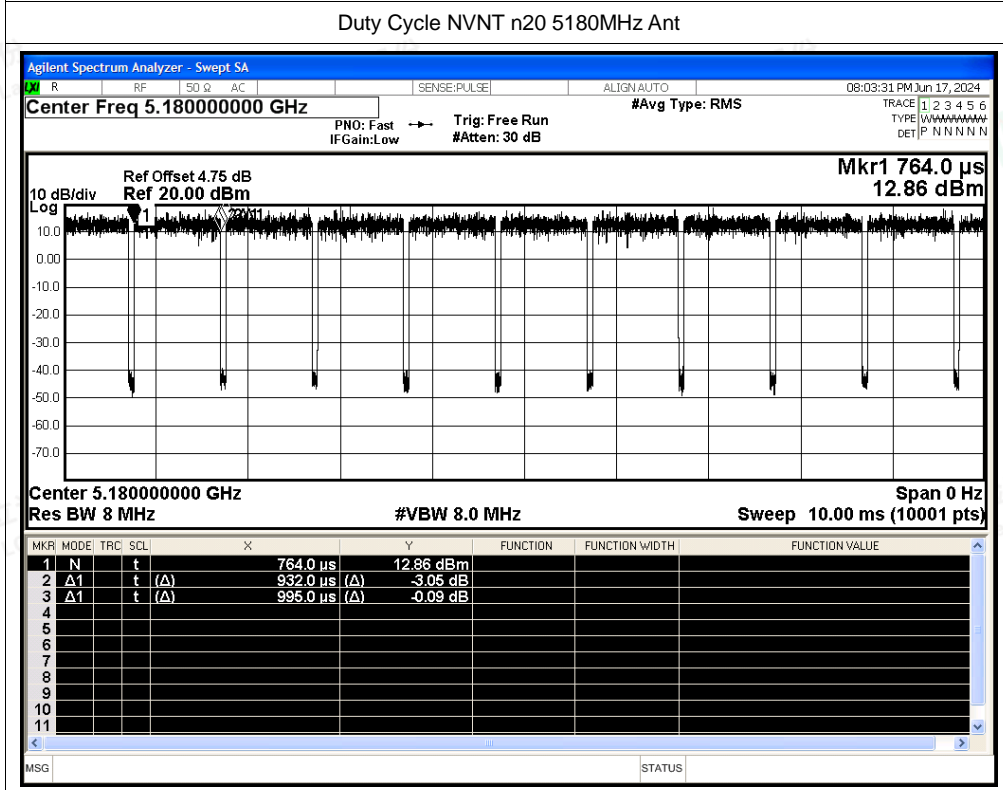 Duty Cycle NVNT n20 5180MHz Ant
Agilent Spectrum Analyzer - Swept SA
LXI R RF 50 Ω AC SENSE:PULSE ALIGN AUTO 08:03:31 PM Jun 17, 2024
Center Freq 5.180000000 GHz #Avg Type: RMS TRACE 1 2 3 4 5 6
PNO: Fast Trig: Free Run TYPE W
IFGain:Low #Atten: 30 dB DET P N N N N N
Ref Offset 4.75 dB Mkr1 764.0 µs
10 dB/div Ref 20.00 dBm 12.86 dBm
Log
1
10.0
0.00
-10.0
-20.0
-30.0
-40.0
-50.0
-60.0
-70.0
Center 5.180000000 GHz Span 0 Hz
Res BW 8 MHz #VBW 8.0 MHz Sweep 10.00 ms (10001 pts)
MKR MODE TRC SCL X Y FUNCTION FUNCTION WIDTH FUNCTION VALUE
1 N t 764.0 µs 12.86 dBm
2 Δ1 t (Δ) 932.0 µs (Δ) -3.05 dB
3 Δ1 t (Δ) 995.0 µs (Δ) -0.09 dB
4
5
6
7
8
9
10
11
MSG STATUS